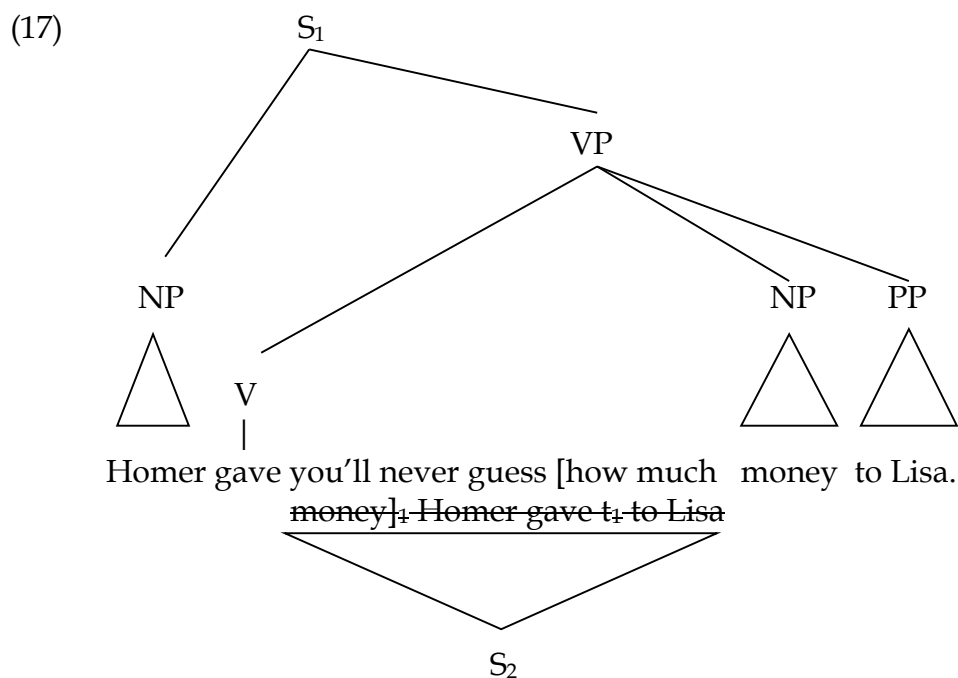 (17) S₁
VP
NP NP PP
V
Homer gave you'll never guess [how much money to Lisa.
money]₁ Homer gave t₁ to Lisa
S₂